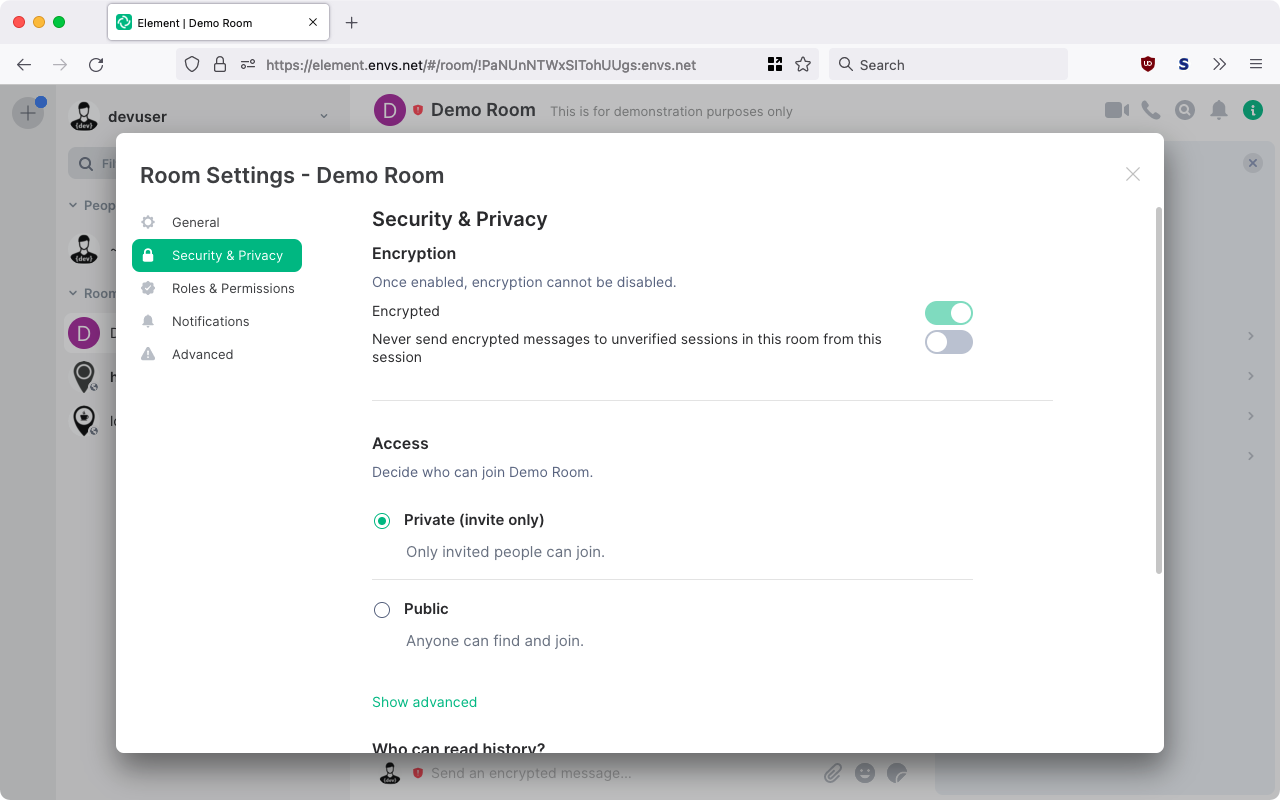 Element | Demo Room
https://element.envs.net/#/room/!PaNUnNTWxSITohUUgs:envs.net
Search
S
devuser
D
Demo Room
This is for demonstration purposes only
Fil
Peop
~
Room
D
D
h
Room Settings - Demo Room
General
Security & Privacy
Roles & Permissions
Notifications
Advanced
Security & Privacy
Encryption
Once enabled, encryption cannot be disabled.
Encrypted
Never send encrypted messages to unverified sessions in this room from this
session
Access
Decide who can join Demo Room.
Private (invite only)
Only invited people can join.
Public
Anyone can find and join.
Show advanced
Who can read history?
Send an encrypted message…